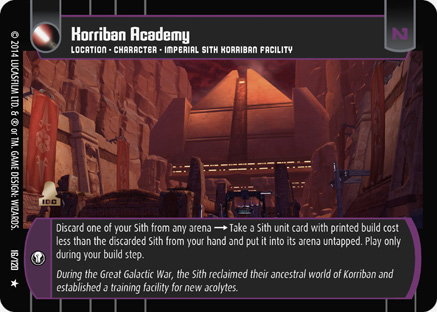 Korriban Academy
LOCATION • CHARACTER • IMPERIAL SITH KORRIBAN FACILITY
© 2014 LUCASFILM LTD. & ® or TM. GAME DESIGN: WIZARDS.
15/120
Discard one of your Sith from any arena → Take a Sith unit card with printed build cost
less than the discarded Sith from your hand and put it into its arena untapped. Play only
during your build step.
During the Great Galactic War, the Sith reclaimed their ancestral world of Korriban and
established a training facility for new acolytes.